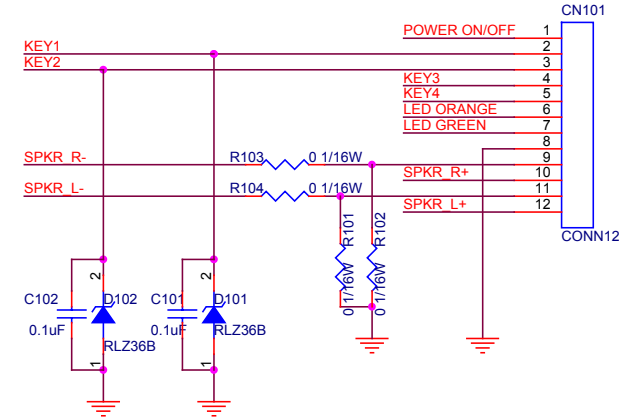 CN101
POWER ON/OFF 1
KEY1 2
KEY2 3
KEY3 4
KEY4 5
LED ORANGE 6
LED GREEN 7
8
SPKR_R- R103 0 1/16W 9
SPKR_R+ 10
SPKR_L- R104 0 1/16W 11
SPKR_L+ 12
CONN12
R101
R102
0 1/16W
0 1/16W
2
2
C102 D102 C101 D101
0.1uF 0.1uF
RLZ36B RLZ36B
1
1